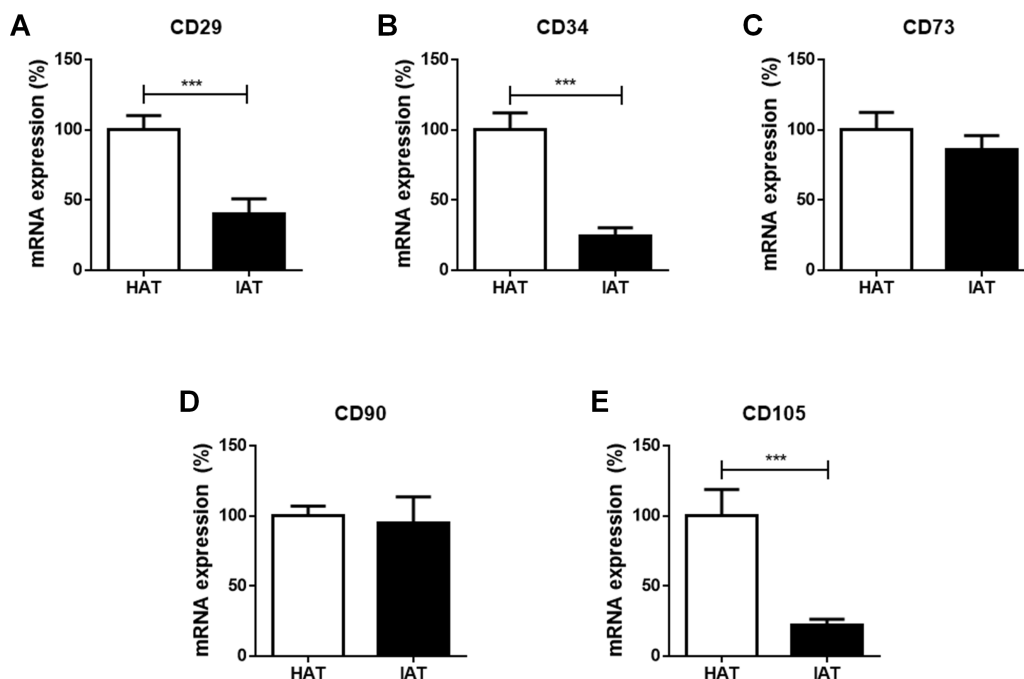 A
CD29
mRNA expression (%)
150
100
50
0
***
HAT
IAT
B
CD34
mRNA expression (%)
150
100
50
0
***
HAT
IAT
C
CD73
mRNA expression (%)
150
100
50
0
HAT
IAT
D
CD90
mRNA expression (%)
150
100
50
0
HAT
IAT
E
CD105
mRNA expression (%)
150
100
50
0
***
HAT
IAT